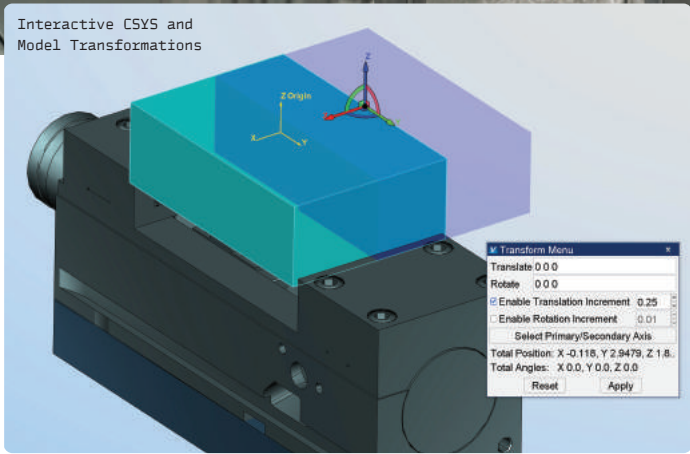 Interactive CSYS and
Model Transformations
Z
Z Origin
X
Y
Transform Menu
Translate 0 0 0
Rotate 0 0 0
Enable Translation Increment 0.25
Enable Rotation Increment 0.01
Select Primary/Secondary Axis
Total Position: X -0.118, Y 2.9479, Z 1.8..
Total Angles: X 0.0, Y 0.0, Z 0.0
Reset Apply